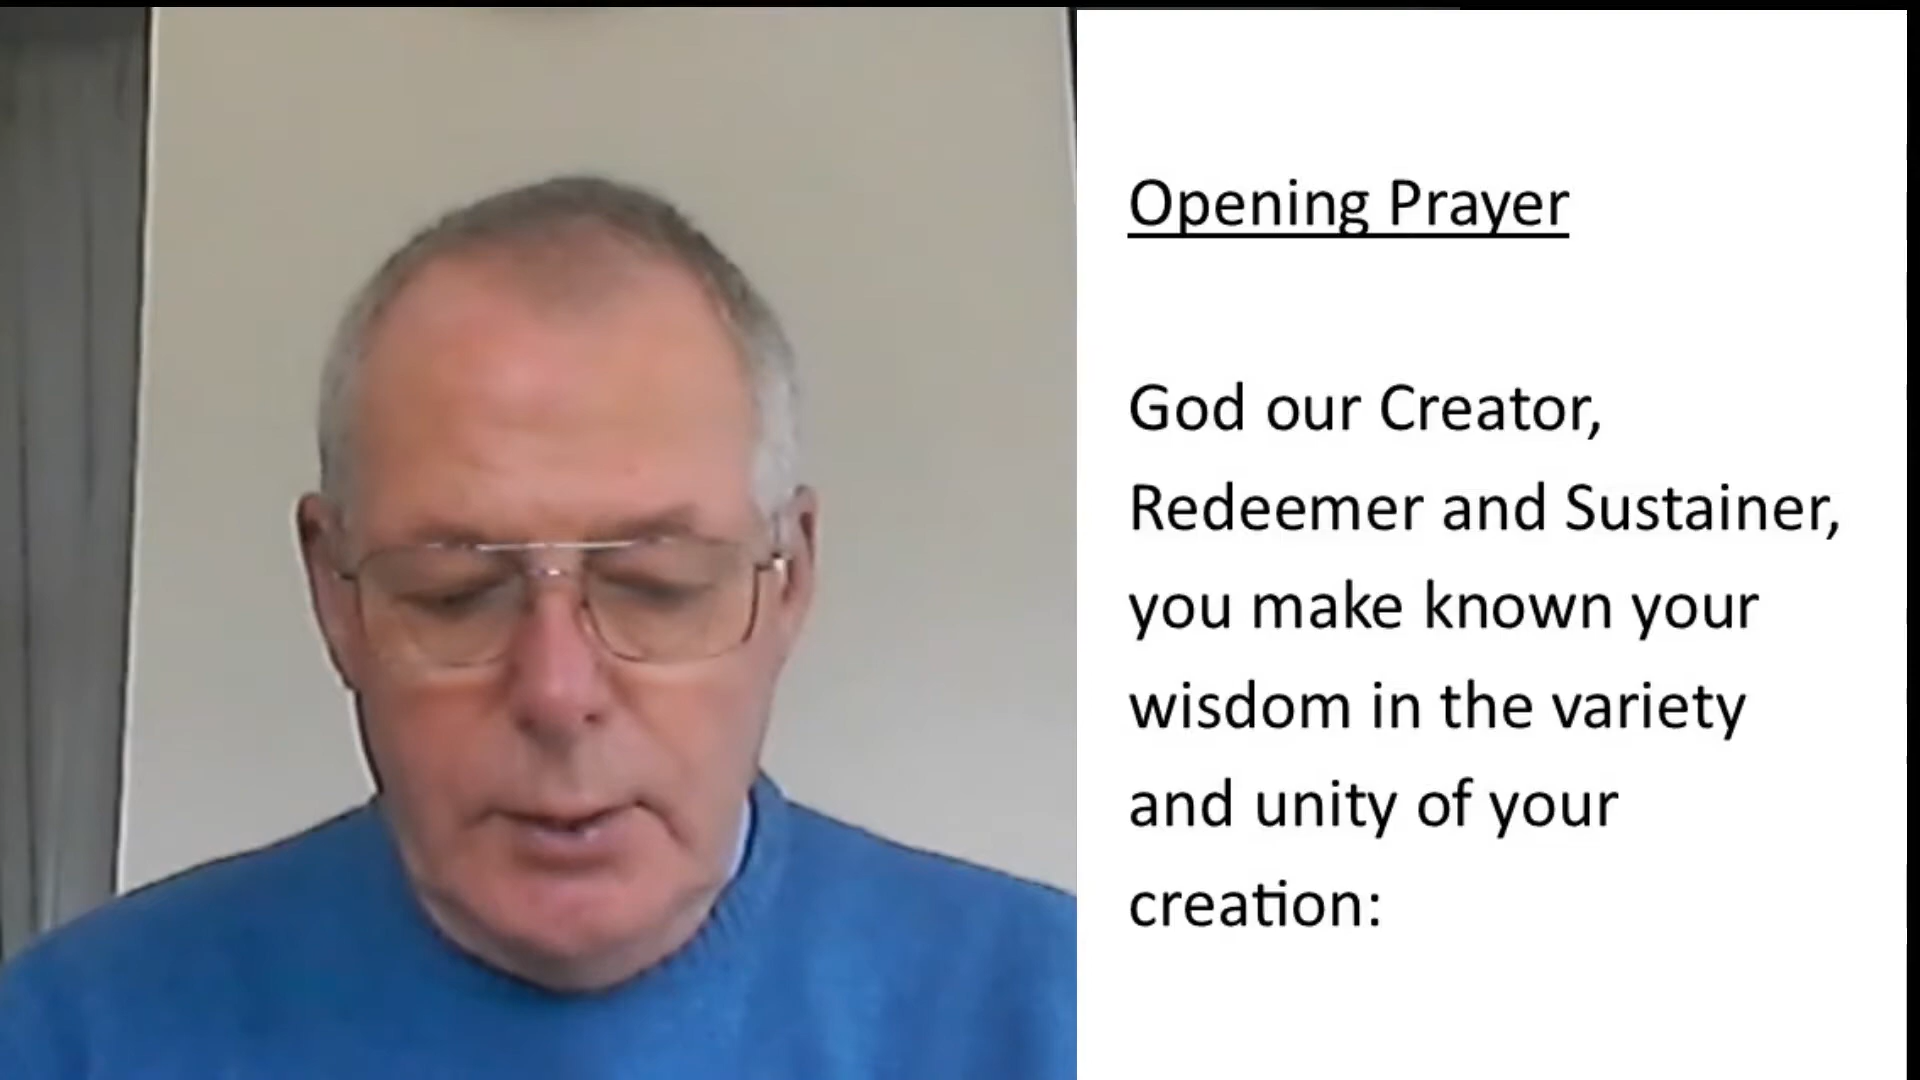 Opening Prayer
God our Creator,
Redeemer and Sustainer,
you make known your
wisdom in the variety
and unity of your
creation: